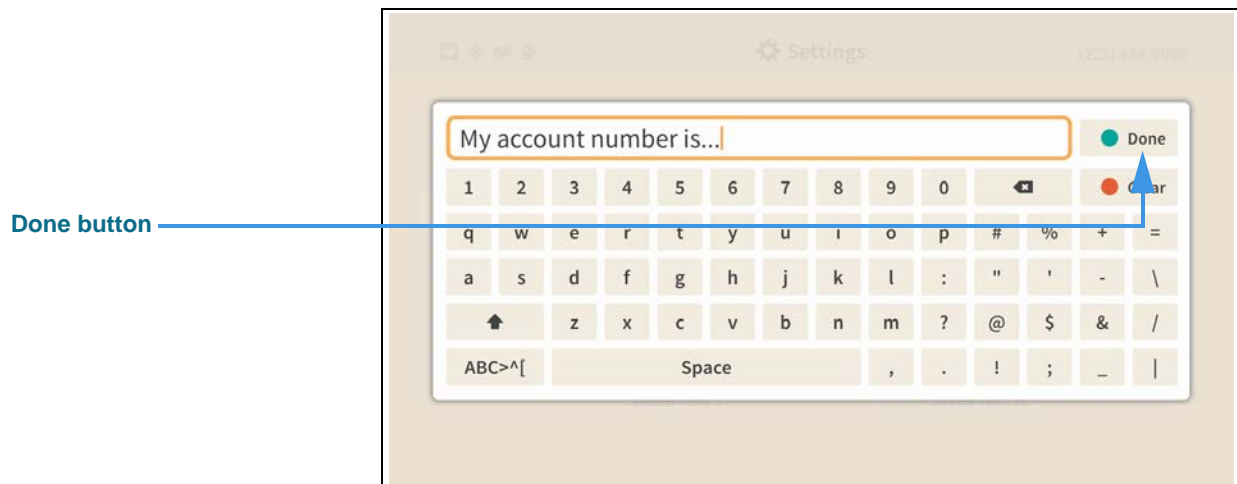 Settings
My account number is...
Done
1 2 3 4 5 6 7 8 9 0
Done button
q w e r t y u i o p # % + =
a s d f g h j k l : " ' - \
z x c v b n m ? @ $ & /
ABC>^[ Space , . ! ; _ |